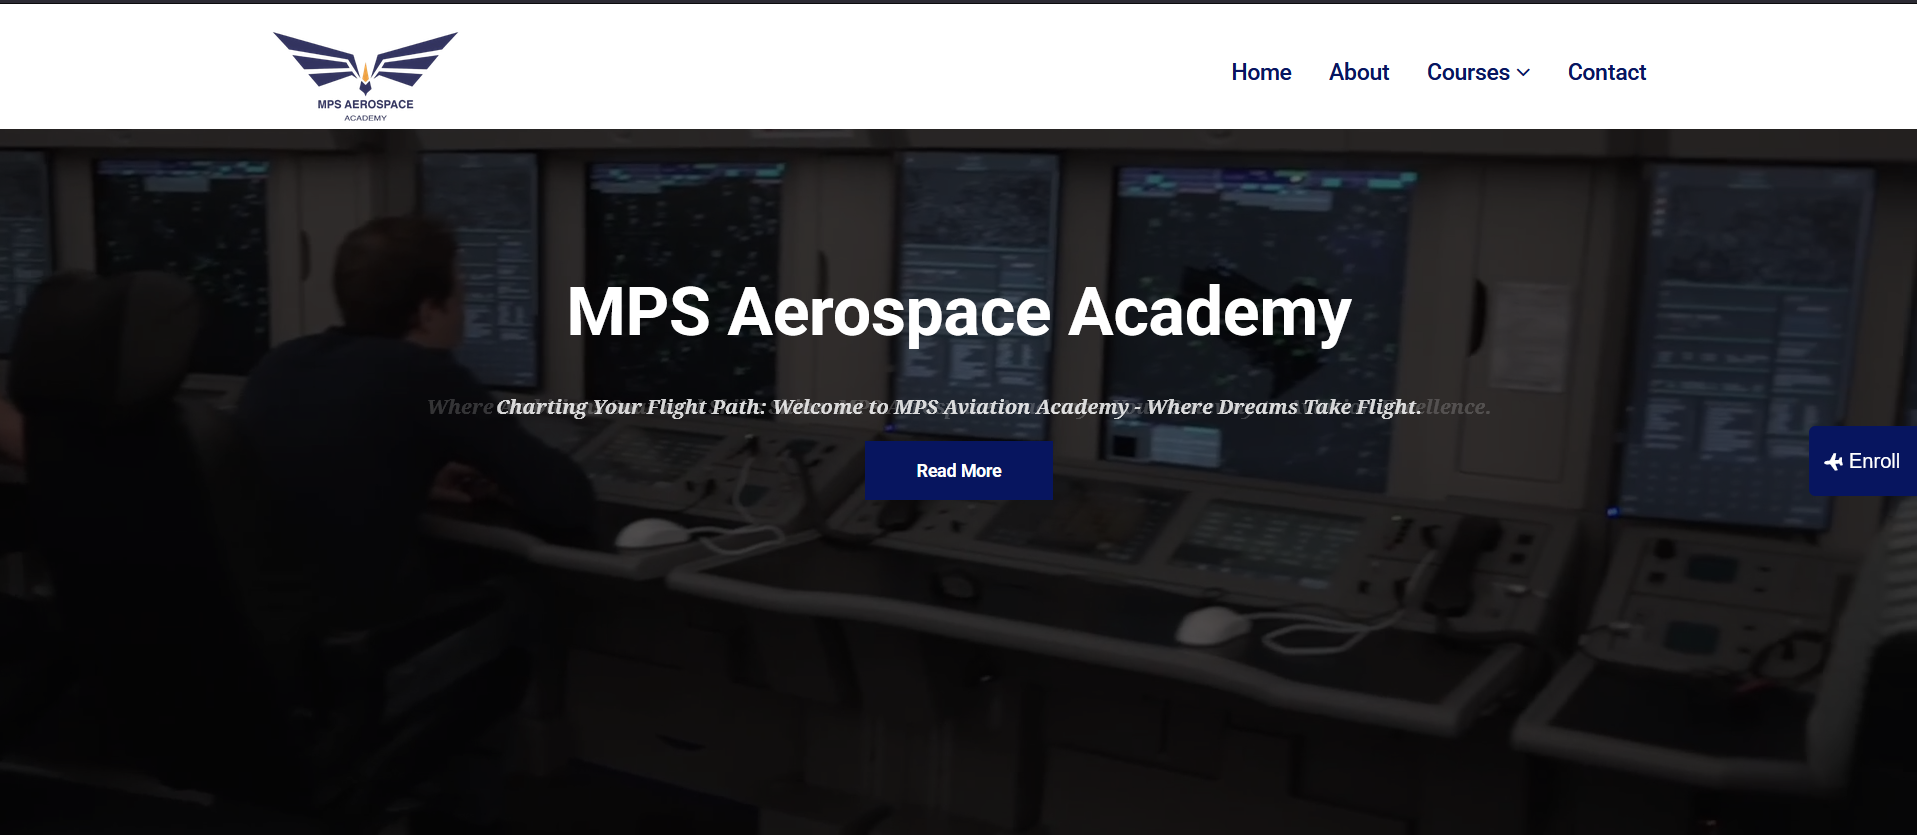 MPS AEROSPACE
ACADEMY
Home About Courses Contact
MPS Aerospace Academy
Charting Your Flight Path: Welcome to MPS Aviation Academy - Where Dreams Take Flight.
Where
Read More
Enroll